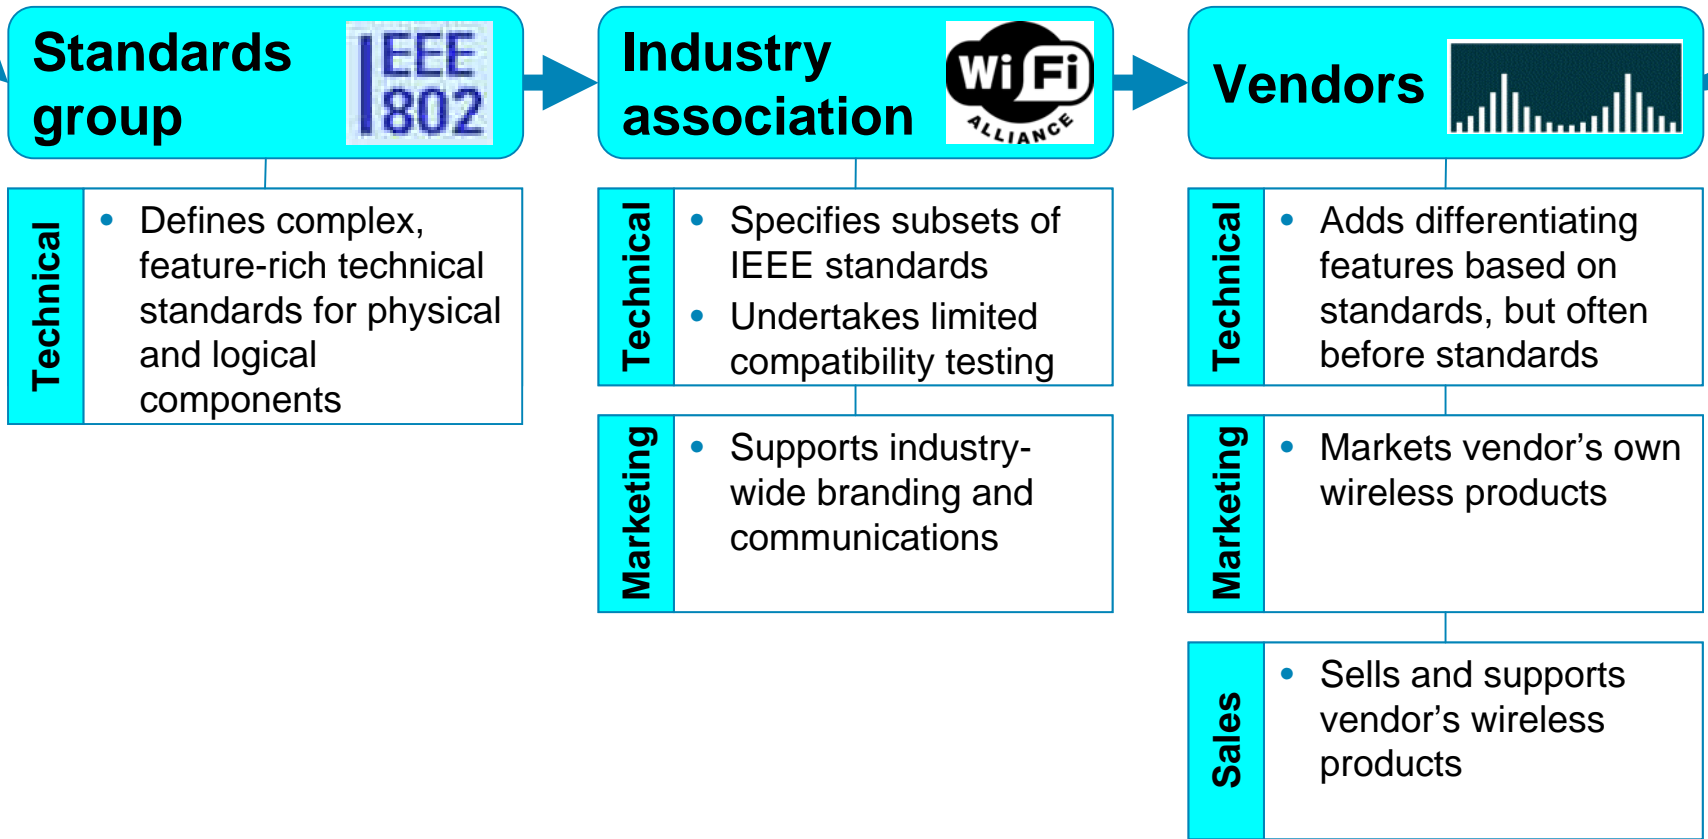 Standards
group
IEEE
802
Technical
• Defines complex,
feature-rich technical
standards for physical
and logical
components
Industry
association
Wi Fi
ALLIANCE
Technical
• Specifies subsets of
IEEE standards
• Undertakes limited
compatibility testing
Marketing
• Supports industry-
wide branding and
communications
Vendors
Technical
• Adds differentiating
features based on
standards, but often
before standards
Marketing
• Markets vendor’s own
wireless products
Sales
• Sells and supports
vendor’s wireless
products